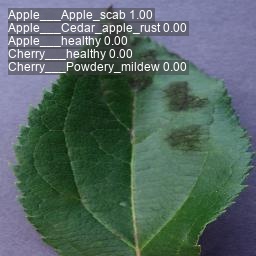 Apple___Apple_scab 1.00
Apple___Cedar_apple_rust 0.00
Apple___healthy 0.00
Cherry___healthy 0.00
Cherry___Powdery_mildew 0.00